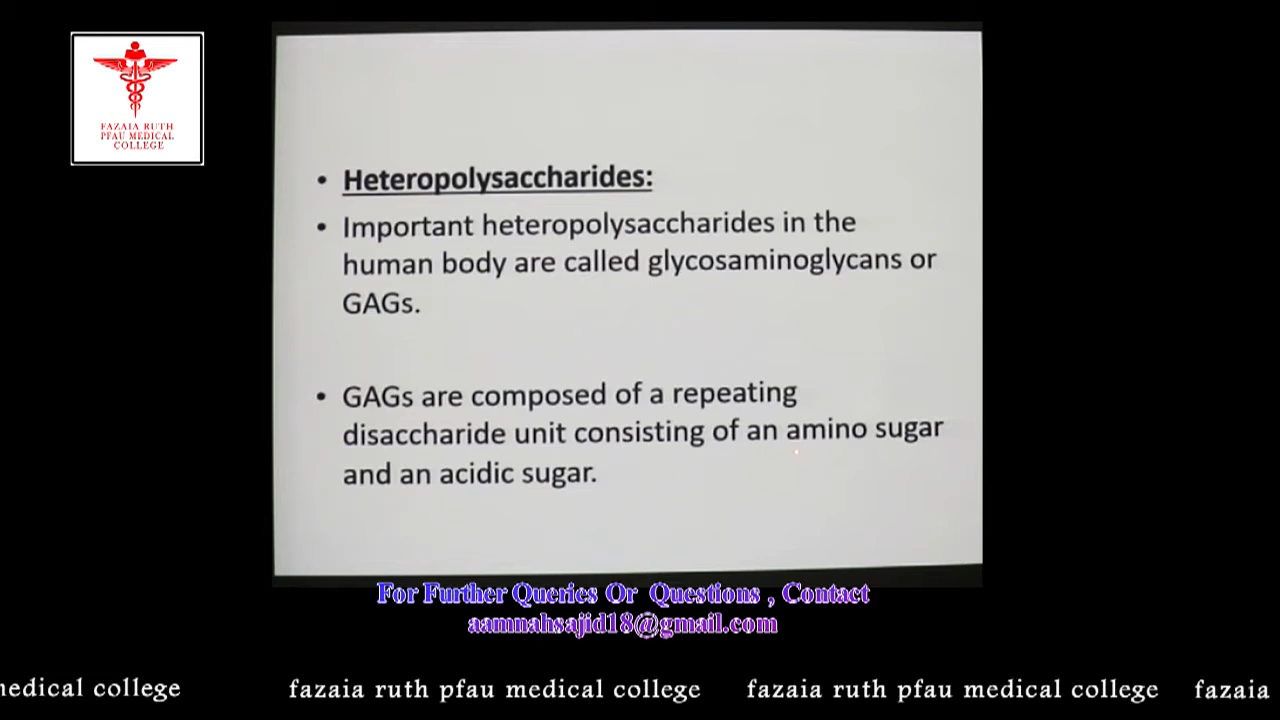 FAZAIA RUTH
PFAU MEDICAL
COLLEGE
• Heteropolysaccharides:
• Important heteropolysaccharides in the
human body are called glycosaminoglycans or
GAGs.
• GAGs are composed of a repeating
disaccharide unit consisting of an amino sugar
and an acidic sugar.
For Further Queries Or Questions , Contact
aamnahsajid18@gmail.com
medical college fazaia ruth pfau medical college fazaia ruth pfau medical college fazaia